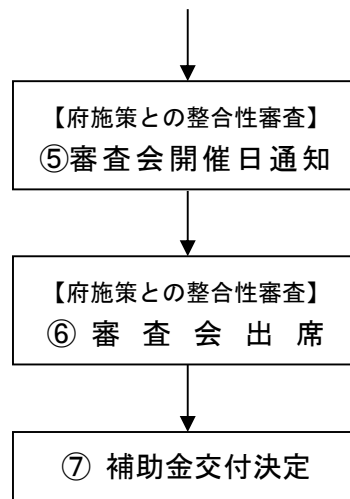 【府施策との整合性審査】
⑤審査会開催日通知
【府施策との整合性審査】
⑥ 審 査 会 出 席
⑦ 補助金交付決定